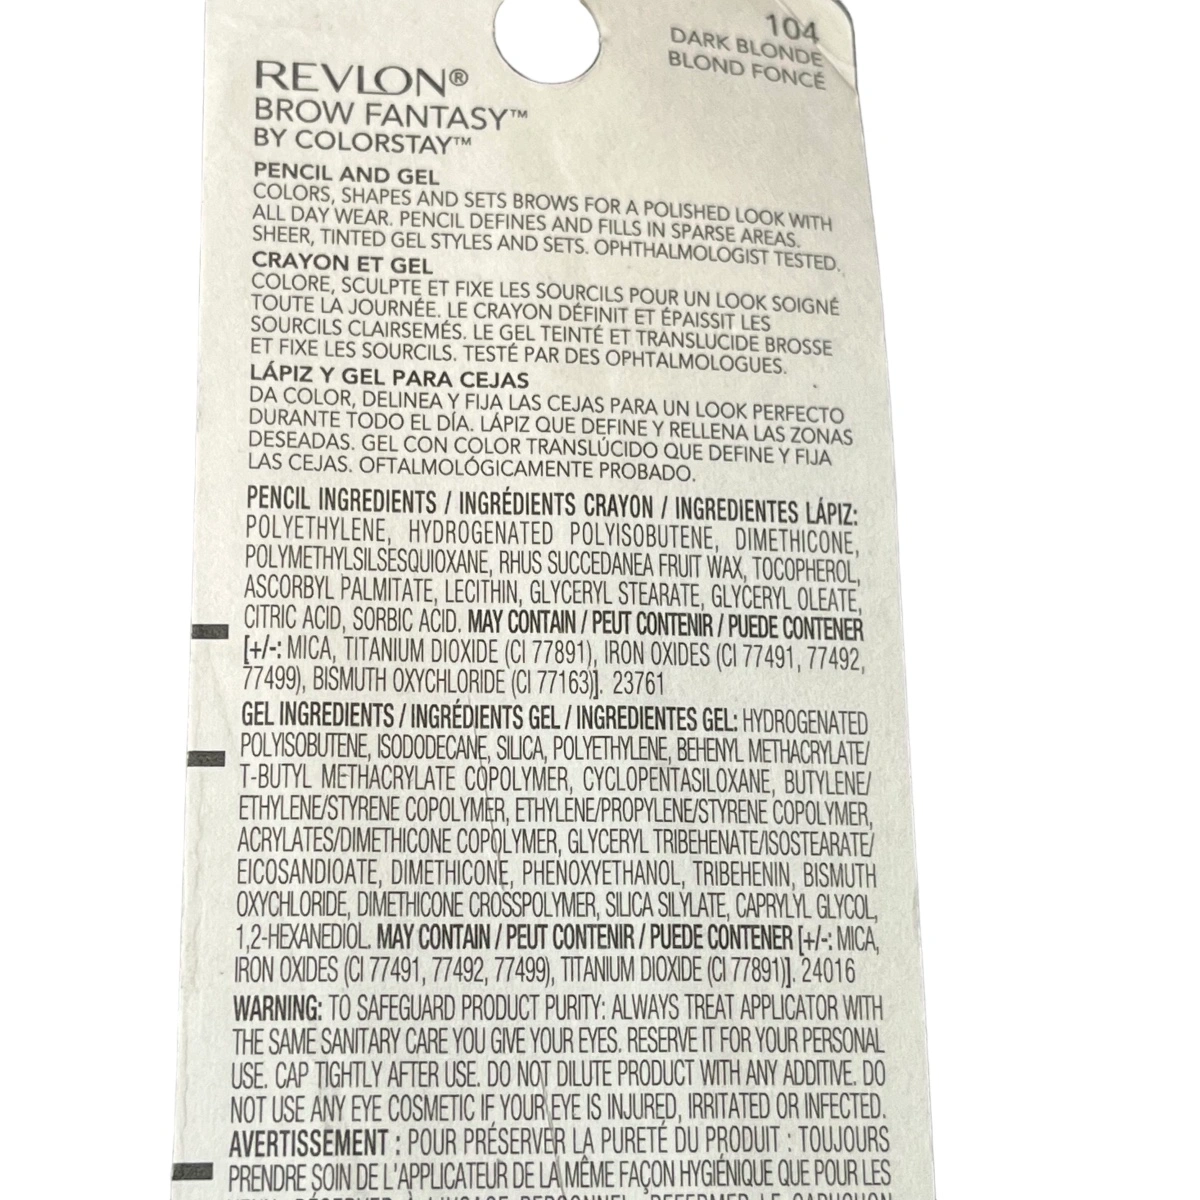 104
DARK BLONDE
BLOND FONCÉ
REVLON®
BROW FANTASY™
BY COLORSTAY™
PENCIL AND GEL
COLORS, SHAPES AND SETS BROWS FOR A POLISHED LOOK WITH
ALL DAY WEAR. PENCIL DEFINES AND FILLS IN SPARSE AREAS.
SHEER, TINTED GEL STYLES AND SETS. OPHTHALMOLOGIST TESTED.
CRAYON ET GEL
COLORE, SCULPTE ET FIXE LES SOURCILS POUR UN LOOK SOIGNÉ
TOUTE LA JOURNÉE. LE CRAYON DÉFINIT ET ÉPAISSIT LES
SOURCILS CLAIRSEMÉS. LE GEL TEINTÉ ET TRANSLUCIDE BROSSE
ET FIXE LES SOURCILS. TESTÉ PAR DES OPHTALMOLOGUES.
LÁPIZ Y GEL PARA CEJAS
DA COLOR, DELINEA Y FIJA LAS CEJAS PARA UN LOOK PERFECTO
DURANTE TODO EL DÍA. LÁPIZ QUE DEFINE Y RELLENA LAS ZONAS
DESEADAS. GEL CON COLOR TRANSLÚCIDO QUE DEFINE Y FIJA
LAS CEJAS. OFTALMOLÓGICAMENTE PROBADO.
PENCIL INGREDIENTS / INGRÉDIENTS CRAYON / INGREDIENTES LÁPIZ:
POLYETHYLENE, HYDROGENATED POLYISOBUTENE, DIMETHICONE,
POLYMETHYLSILSESQUIOXANE, RHUS SUCCEDANEA FRUIT WAX, TOCOPHEROL,
ASCORBYL PALMITATE, LECITHIN, GLYCERYL STEARATE, GLYCERYL OLEATE,
CITRIC ACID, SORBIC ACID. MAY CONTAIN / PEUT CONTENIR / PUEDE CONTENER
[+/-: MICA, TITANIUM DIOXIDE (CI 77891), IRON OXIDES (CI 77491, 77492,
77499), BISMUTH OXYCHLORIDE (CI 77163)]. 23761
GEL INGREDIENTS / INGRÉDIENTS GEL / INGREDIENTES GEL: HYDROGENATED
POLYISOBUTENE, ISODODECANE, SILICA, POLYETHYLENE, BEHENYL METHACRYLATE/
T-BUTYL METHACRYLATE COPOLYMER, CYCLOPENTASILOXANE, BUTYLENE/
ETHYLENE/STYRENE COPOLYMER, ETHYLENE/PROPYLENE/STYRENE COPOLYMER,
ACRYLATES/DIMETHICONE COPOLYMER, GLYCERYL TRIBEHENATE/ISOSTEARATE/
EICOSANDIOATE, DIMETHICONE, PHENOXYETHANOL, TRIBEHENIN, BISMUTH
OXYCHLORIDE, DIMETHICONE CROSSPOLYMER, SILICA SILYLATE, CAPRYLYL GLYCOL,
1,2-HEXANEDIOL. MAY CONTAIN / PEUT CONTENIR / PUEDE CONTENER [+/-: MICA,
IRON OXIDES (CI 77491, 77492, 77499), TITANIUM DIOXIDE (CI 77891)]. 24016
WARNING: TO SAFEGUARD PRODUCT PURITY: ALWAYS TREAT APPLICATOR WITH
THE SAME SANITARY CARE YOU GIVE YOUR EYES. RESERVE IT FOR YOUR PERSONAL
USE. CAP TIGHTLY AFTER USE. DO NOT DILUTE PRODUCT WITH ANY ADDITIVE. DO
NOT USE ANY EYE COSMETIC IF YOUR EYE IS INJURED, IRRITATED OR INFECTED.
AVERTISSEMENT : POUR PRÉSERVER LA PURETÉ DU PRODUIT : TOUJOURS
PRENDRE SOIN DE L'APPLICATEUR DE LA MÊME FAÇON HYGIÉNIQUE QUE POUR LES